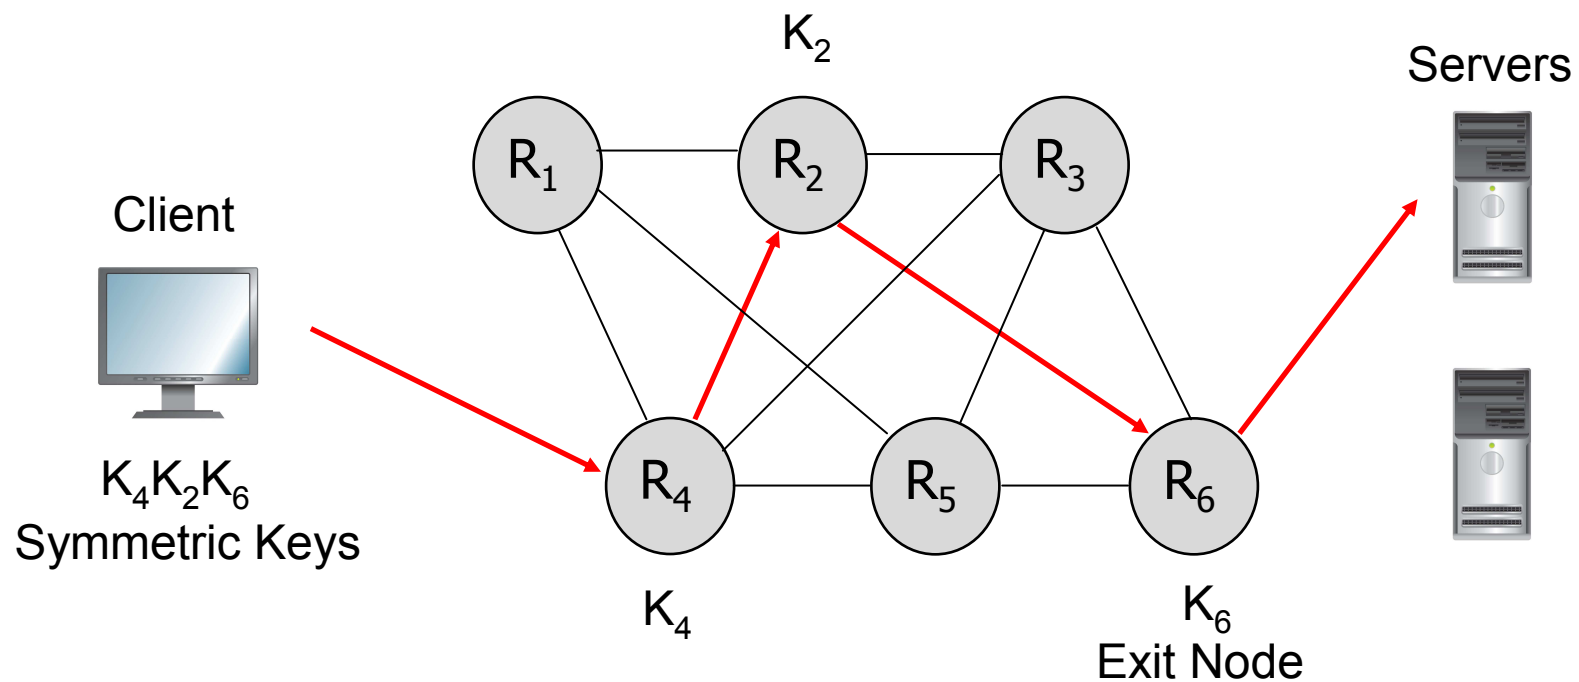 K₂
Servers
R₁
R₂
R₃
Client
K₄K₂K₆
Symmetric Keys
R₄
R₅
R₆
K₄
K₆
Exit Node